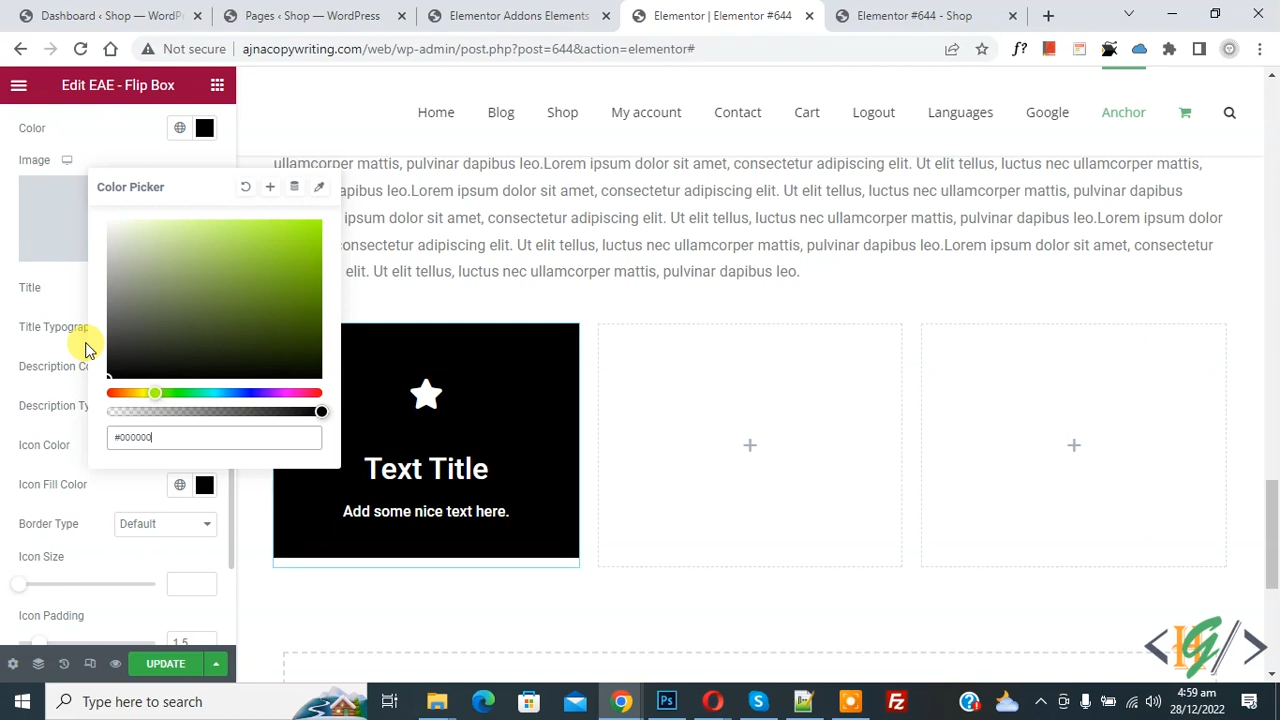 Dashboard ‹ Shop — WordPr
Pages ‹ Shop — WordPress
Elementor Addons Elements
Elementor | Elementor #644
Elementor #644 - Shop
Not secure
ajnacopywriting.com/web/wp-admin/post.php?post=644&action=elementor#
Edit EAE - Flip Box
Home
Blog
Shop
My account
Contact
Cart
Logout
Languages
Google
Anchor
Color
Image
Color Picker
#000000
Title
Title Typograp
Description Co
Description Ty
Icon Color
Icon Fill Color
Border Type
Default
Icon Size
Icon Padding
1.5
UPDATE
ullamcorper mattis, pulvinar dapibus leo.Lorem ipsum dolor sit amet, consectetur adipiscing elit. Ut elit tellus, luctus nec ullamcorper mattis,
apibus leo.Lorem ipsum dolor sit amet, consectetur adipiscing elit. Ut elit tellus, luctus nec ullamcorper mattis, pulvinar dapibus
ipsum dolor sit amet, consectetur adipiscing elit. Ut elit tellus, luctus nec ullamcorper mattis, pulvinar dapibus leo.Lorem ipsum dolor
consectetur adipiscing elit. Ut elit tellus, luctus nec ullamcorper mattis, pulvinar dapibus leo.Lorem ipsum dolor sit amet, consectetur
elit. Ut elit tellus, luctus nec ullamcorper mattis, pulvinar dapibus leo.
Text Title
Add some nice text here.
HG
Type here to search
4:59 am
28/12/2022